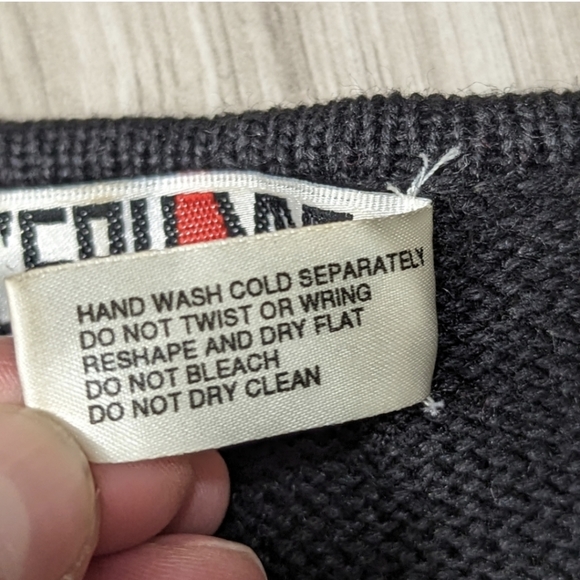 HAND WASH COLD SEPARATELY
DO NOT TWIST OR WRING
RESHAPE AND DRY FLAT
DO NOT BLEACH
DO NOT DRY CLEAN